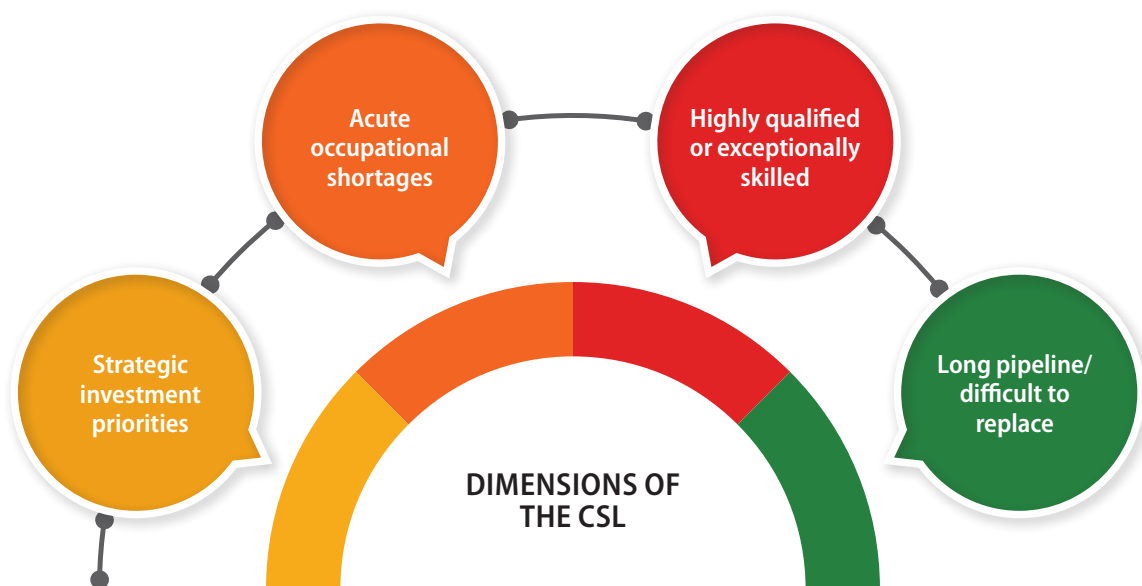 Acute
occupational
shortages
Highly qualified
or exceptionally
skilled
Strategic
investment
priorities
Long pipeline/
difficult to
replace
DIMENSIONS OF
THE CSL